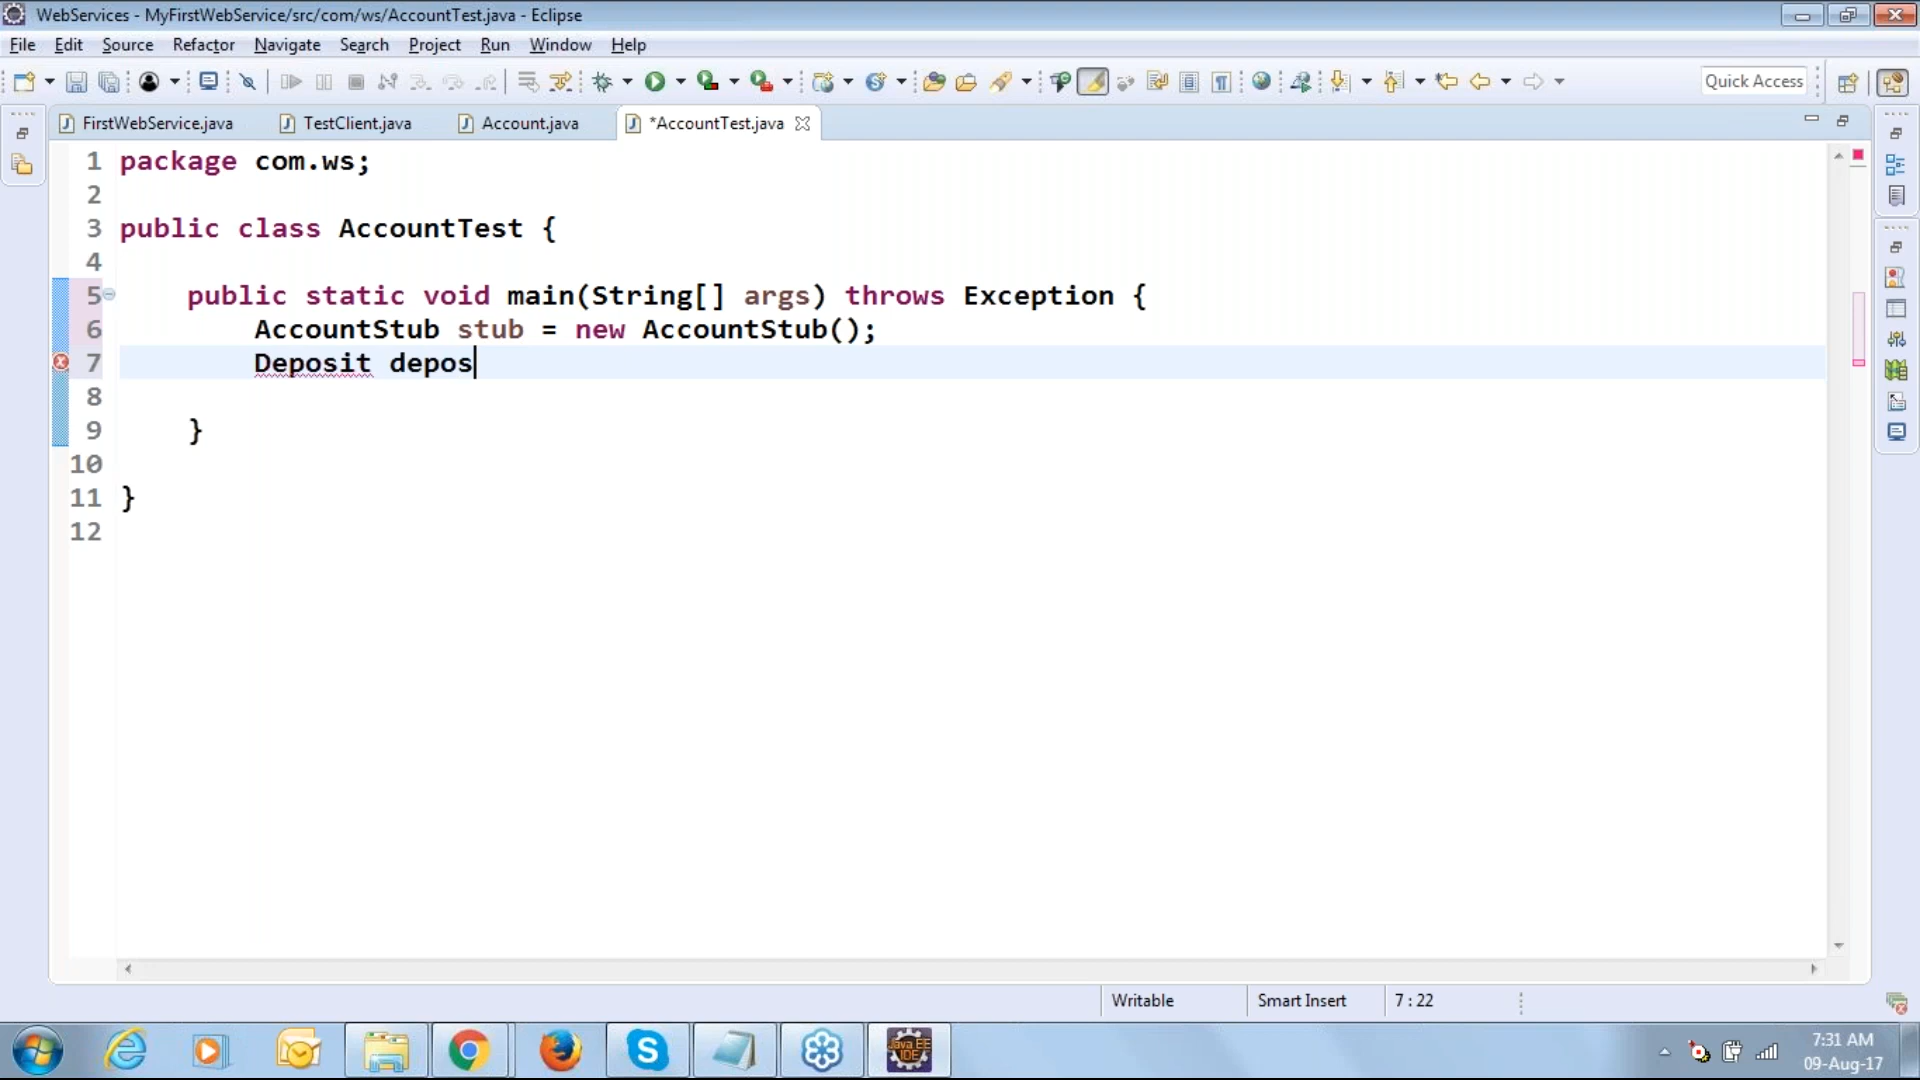 WebServices - MyFirstWebService/src/com/ws/AccountTest.java - Eclipse
File Edit Source Refactor Navigate Search Project Run Window Help
Quick Access
FirstWebService.java TestClient.java Account.java *AccountTest.java
1 package com.ws;
2
3 public class AccountTest {
4
5 public static void main(String[] args) throws Exception {
6 AccountStub stub = new AccountStub();
7 Deposit depos
8
9 }
10
11 }
12
Writable Smart Insert 7 : 22
Java EE
IDE
7:31 AM
09-Aug-17